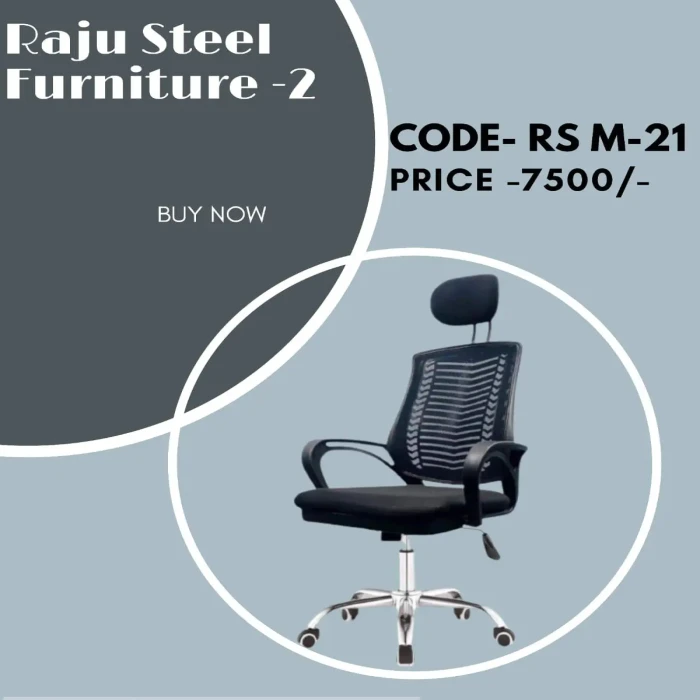 Raju Steel
Furniture -2
CODE- RS M-21
PRICE -7500/-
BUY NOW